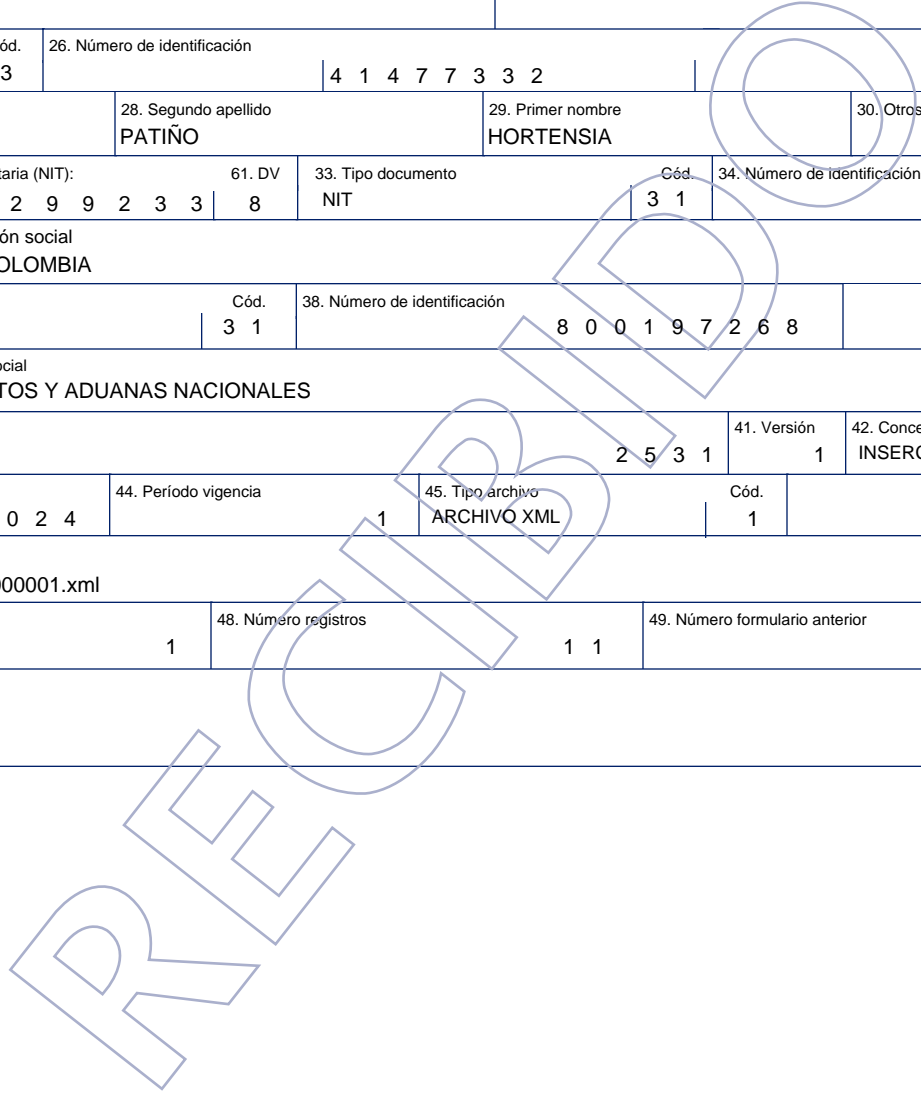 ód. 26. Número de identificación
3 4 1 4 7 7 3 3 2
28. Segundo apellido 29. Primer nombre 30. Otros
PATIÑO HORTENSIA
taria (NIT): 61. DV 33. Tipo documento Cód. 34. Número de identificación
2 9 9 2 3 3 8 NIT 3 1
ón social
OLOMBIA
Cód. 38. Número de identificación
3 1 8 0 0 1 9 7 2 6 8
ocial
TOS Y ADUANAS NACIONALES
41. Versión 42. Conce
2 5 3 1 1 INSERC
44. Período vigencia 45. Tipo archivo Cód.
0 2 4 1 ARCHIVO XML 1
000001.xml
48. Número registros 49. Número formulario anterior
1 1 1
RECIBIDO